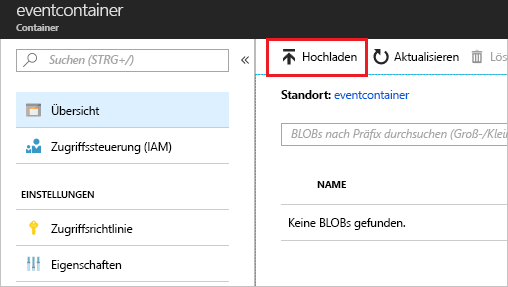 eventcontainer
Container
Suchen (STRG+/)
«
Übersicht
Zugriffssteuerung (IAM)
EINSTELLUNGEN
Zugriffsrichtlinie
Eigenschaften
Hochladen
Aktualisieren
Lös
Standort: eventcontainer
BLOBs nach Präfix durchsuchen (Groß-/Klein
NAME
Keine BLOBs gefunden.